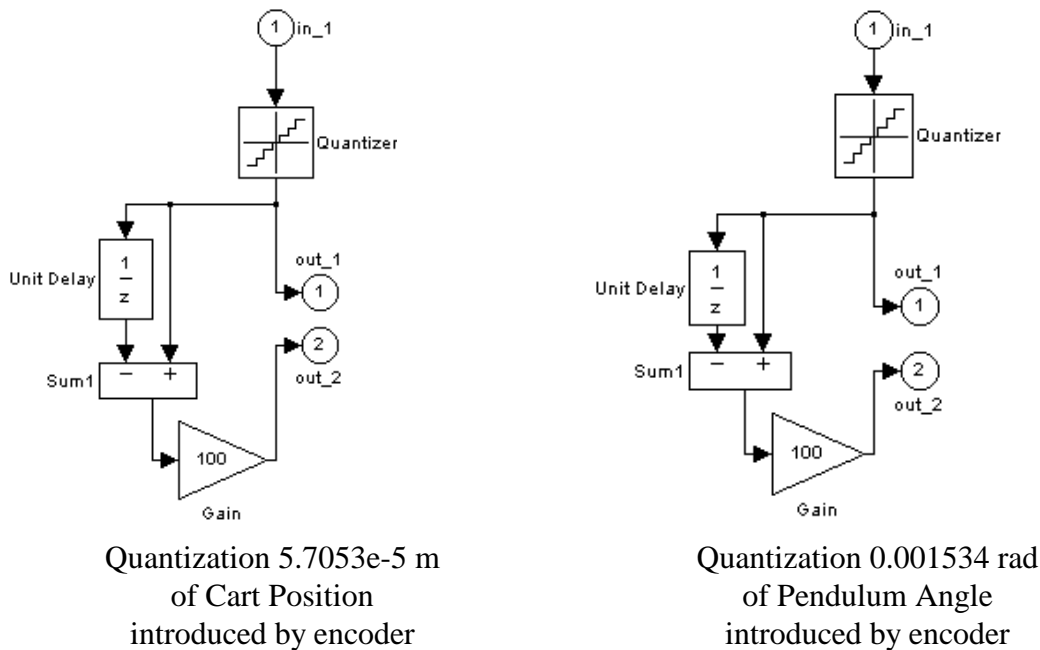 1 in_1
Quantizer
Unit Delay
1
z
out_1
1
2
out_2
− +
Sum1
100
Gain
Quantization 5.7053e-5 m
of Cart Position
introduced by encoder
1 in_1
Quantizer
Unit Delay
1
z
out_1
1
− +
Sum1
2
out_2
100
Gain
Quantization 0.001534 rad
of Pendulum Angle
introduced by encoder